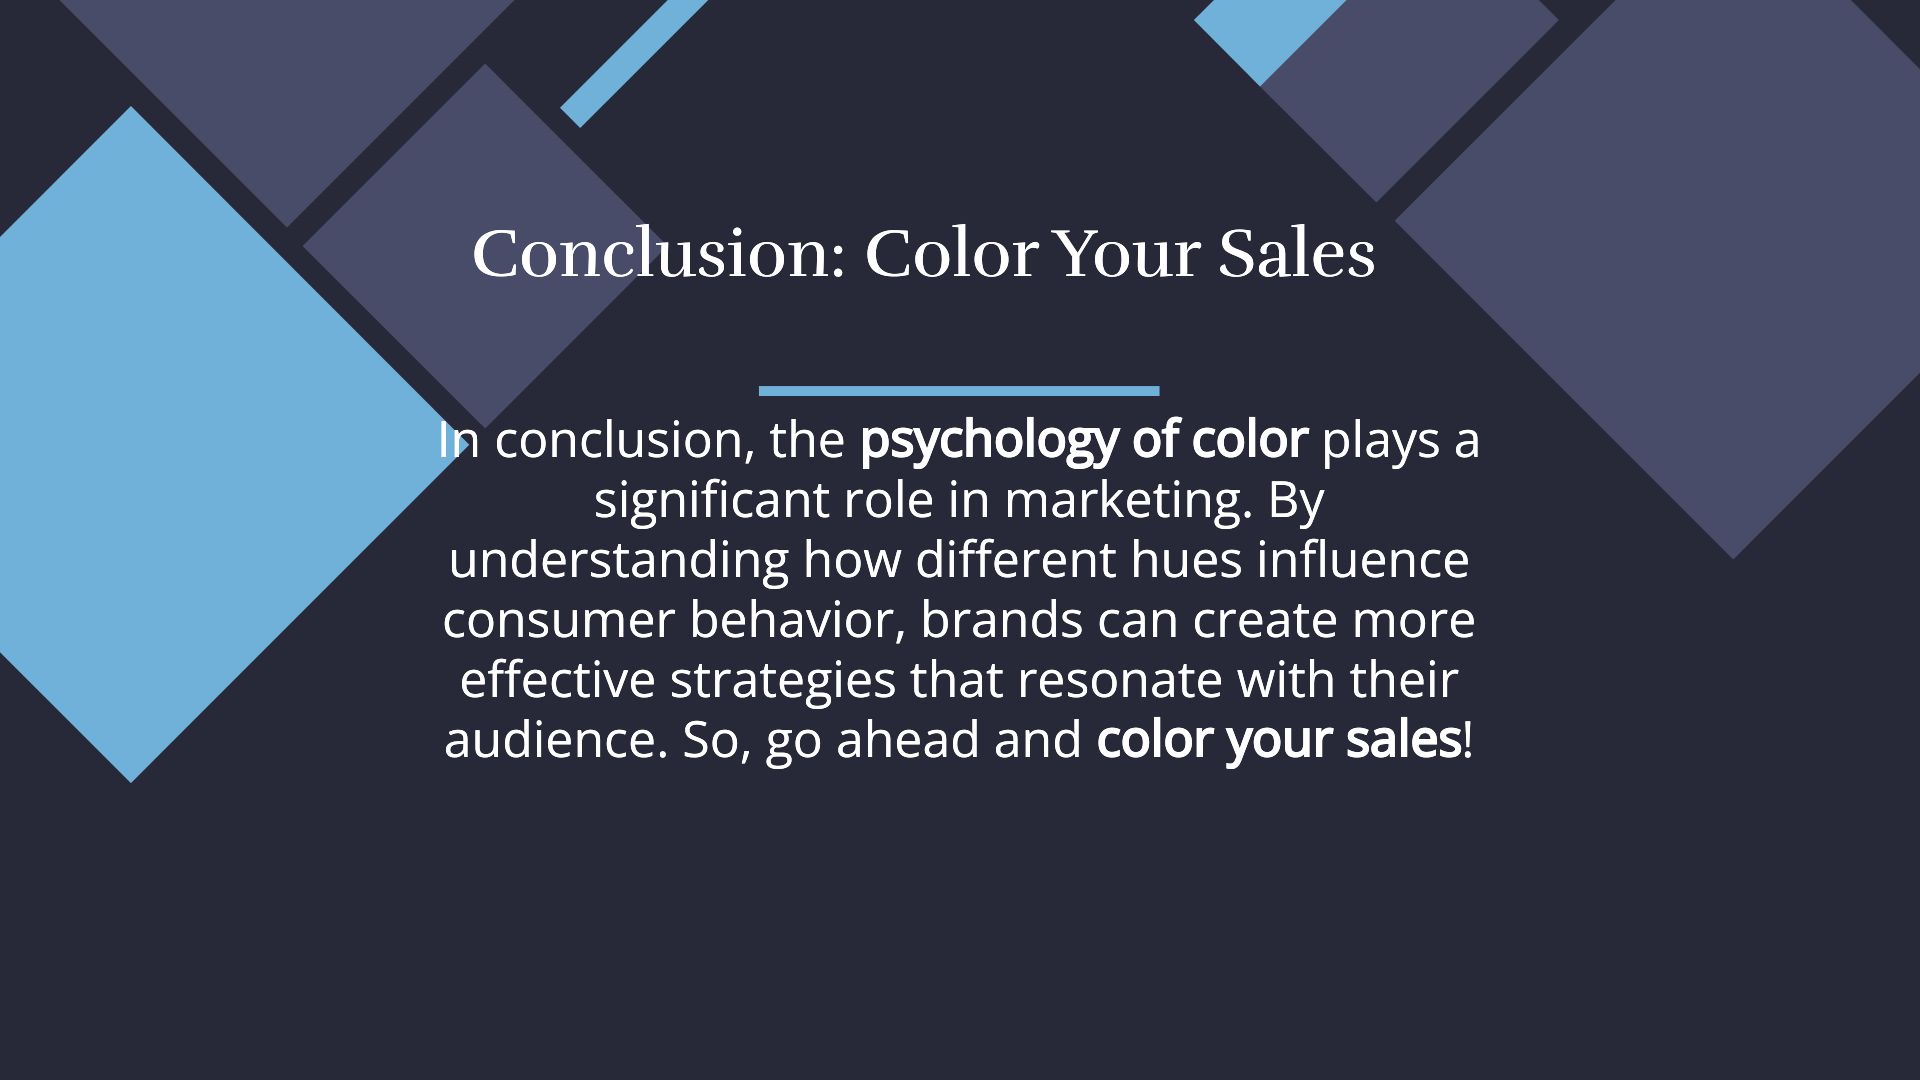 Conclusion: Color Your Sales
In conclusion, the psychology of color plays a
significant role in marketing. By
understanding how different hues influence
consumer behavior, brands can create more
effective strategies that resonate with their
audience. So, go ahead and color your sales!